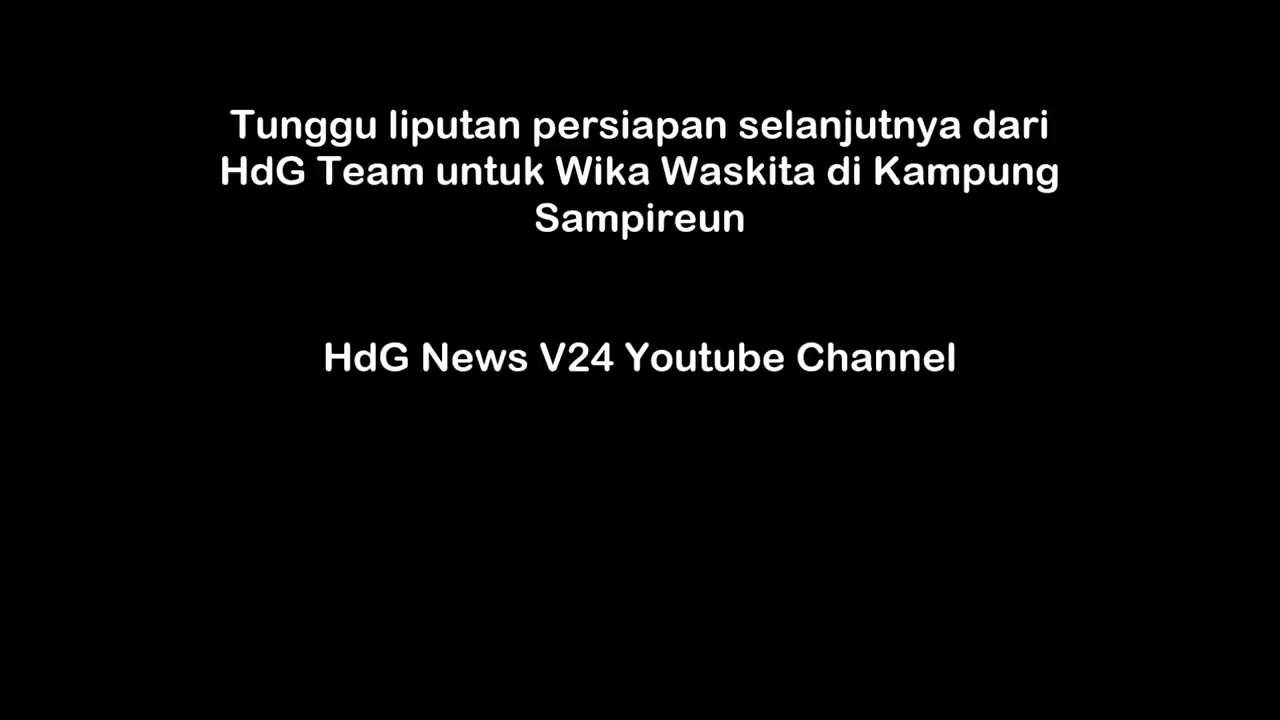 Tunggu liputan persiapan selanjutnya dari
HdG Team untuk Wika Waskita di Kampung
Sampireun
HdG News V24 Youtube Channel